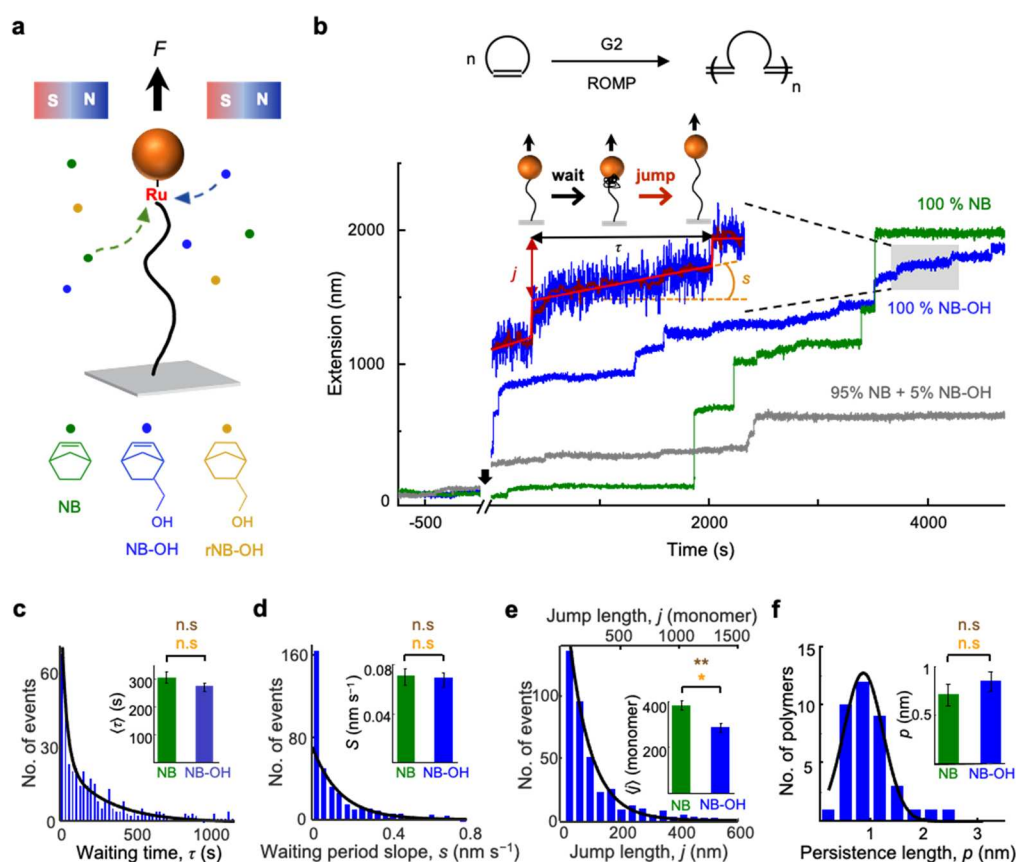 a
F
S N
S N
Ru
NB
OH
NB-OH
OH
rNB-OH
b
n
G2
ROMP
n
wait
jump
τ
j
s
100 % NB
100 % NB-OH
95% NB + 5% NB-OH
Extension (nm)
2000
1000
0
-500
2000
4000
Time (s)
c
n.s
n.s
No. of events
60
30
0
⟨τ⟩ (s)
300
200
100
NB NB-OH
0 500 1000
Waiting time, τ (s)
d
n.s
n.s
No. of events
160
80
0
S (nm s⁻¹)
0.08
0.04
NB NB-OH
0 0.4 0.8
Waiting period slope, s (nm s⁻¹)
e
Jump length, j (monomer)
500 1000 1500
**
*
No. of events
100
50
0
⟨j⟩ (monomer)
400
200
NB NB-OH
0 200 400 600
Jump length, j (nm)
f
n.s
n.s
No. of polymers
15
10
5
0
p (nm)
1
0.5
NB NB-OH
1 2 3
Persistence length, p (nm)